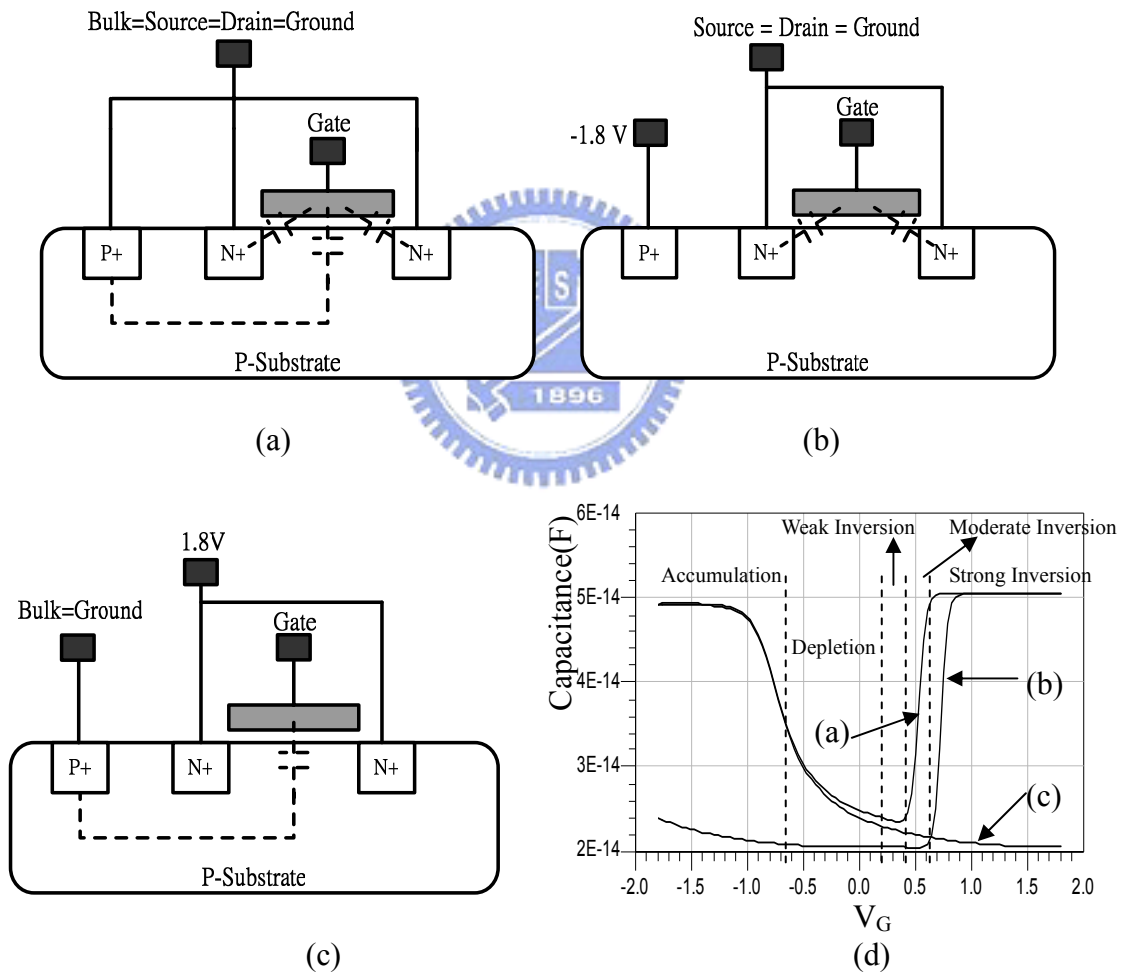 Bulk=Source=Drain=Ground
Gate
P+
N+
N+
P-Substrate
(a)
Source = Drain = Ground
-1.8 V
Gate
P+
N+
N+
P-Substrate
(b)
S
1896
1.8V
Bulk=Ground
Gate
P+
N+
N+
P-Substrate
(c)
Capacitance(F)
6E-14
5E-14
4E-14
3E-14
2E-14
Weak Inversion
Moderate Inversion
Accumulation
Strong Inversion
Depletion
(a)
(b)
(c)
-2.0 -1.5 -1.0 -0.5 0.0 0.5 1.0 1.5 2.0
VG
(d)